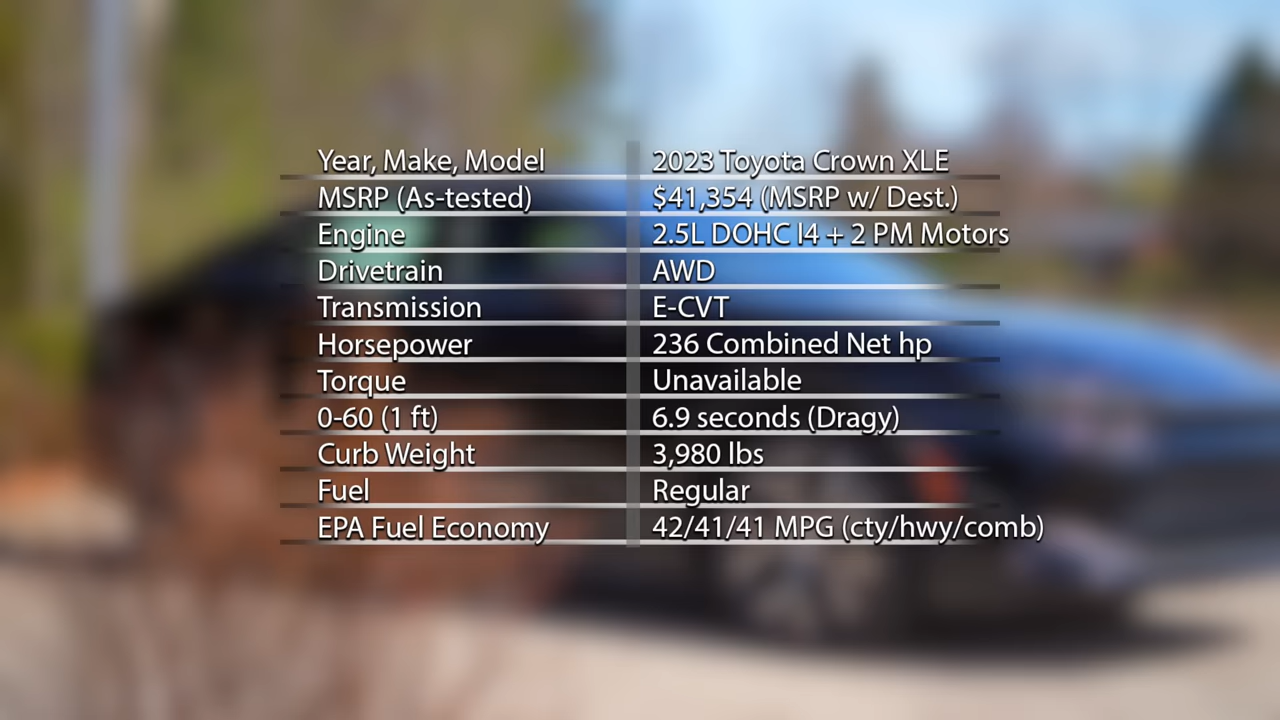 Year, Make, Model 2023 Toyota Crown XLE
MSRP (As-tested) $41,354 (MSRP w/ Dest.)
Engine 2.5L DOHC I4 + 2 PM Motors
Drivetrain AWD
Transmission E-CVT
Horsepower 236 Combined Net hp
Torque Unavailable
0-60 (1 ft) 6.9 seconds (Dragy)
Curb Weight 3,980 lbs
Fuel Regular
EPA Fuel Economy 42/41/41 MPG (cty/hwy/comb)